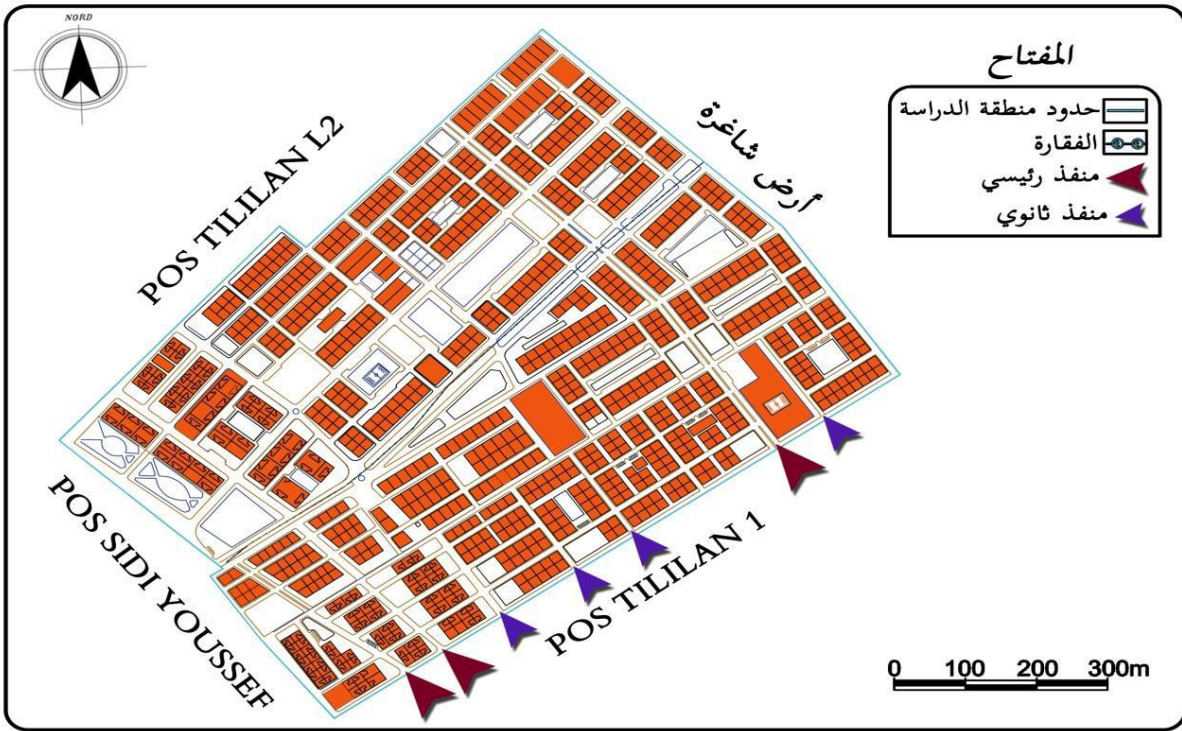 NORD
المفتاح
حدود منطقة الدراسة
الفقارة
منفذ رئيسي
منفذ ثانوي
POS TILILAN L2
أرض شاغرة
POS SIDI YOUSSEF
POS TILILAN 1
0 100 200 300m